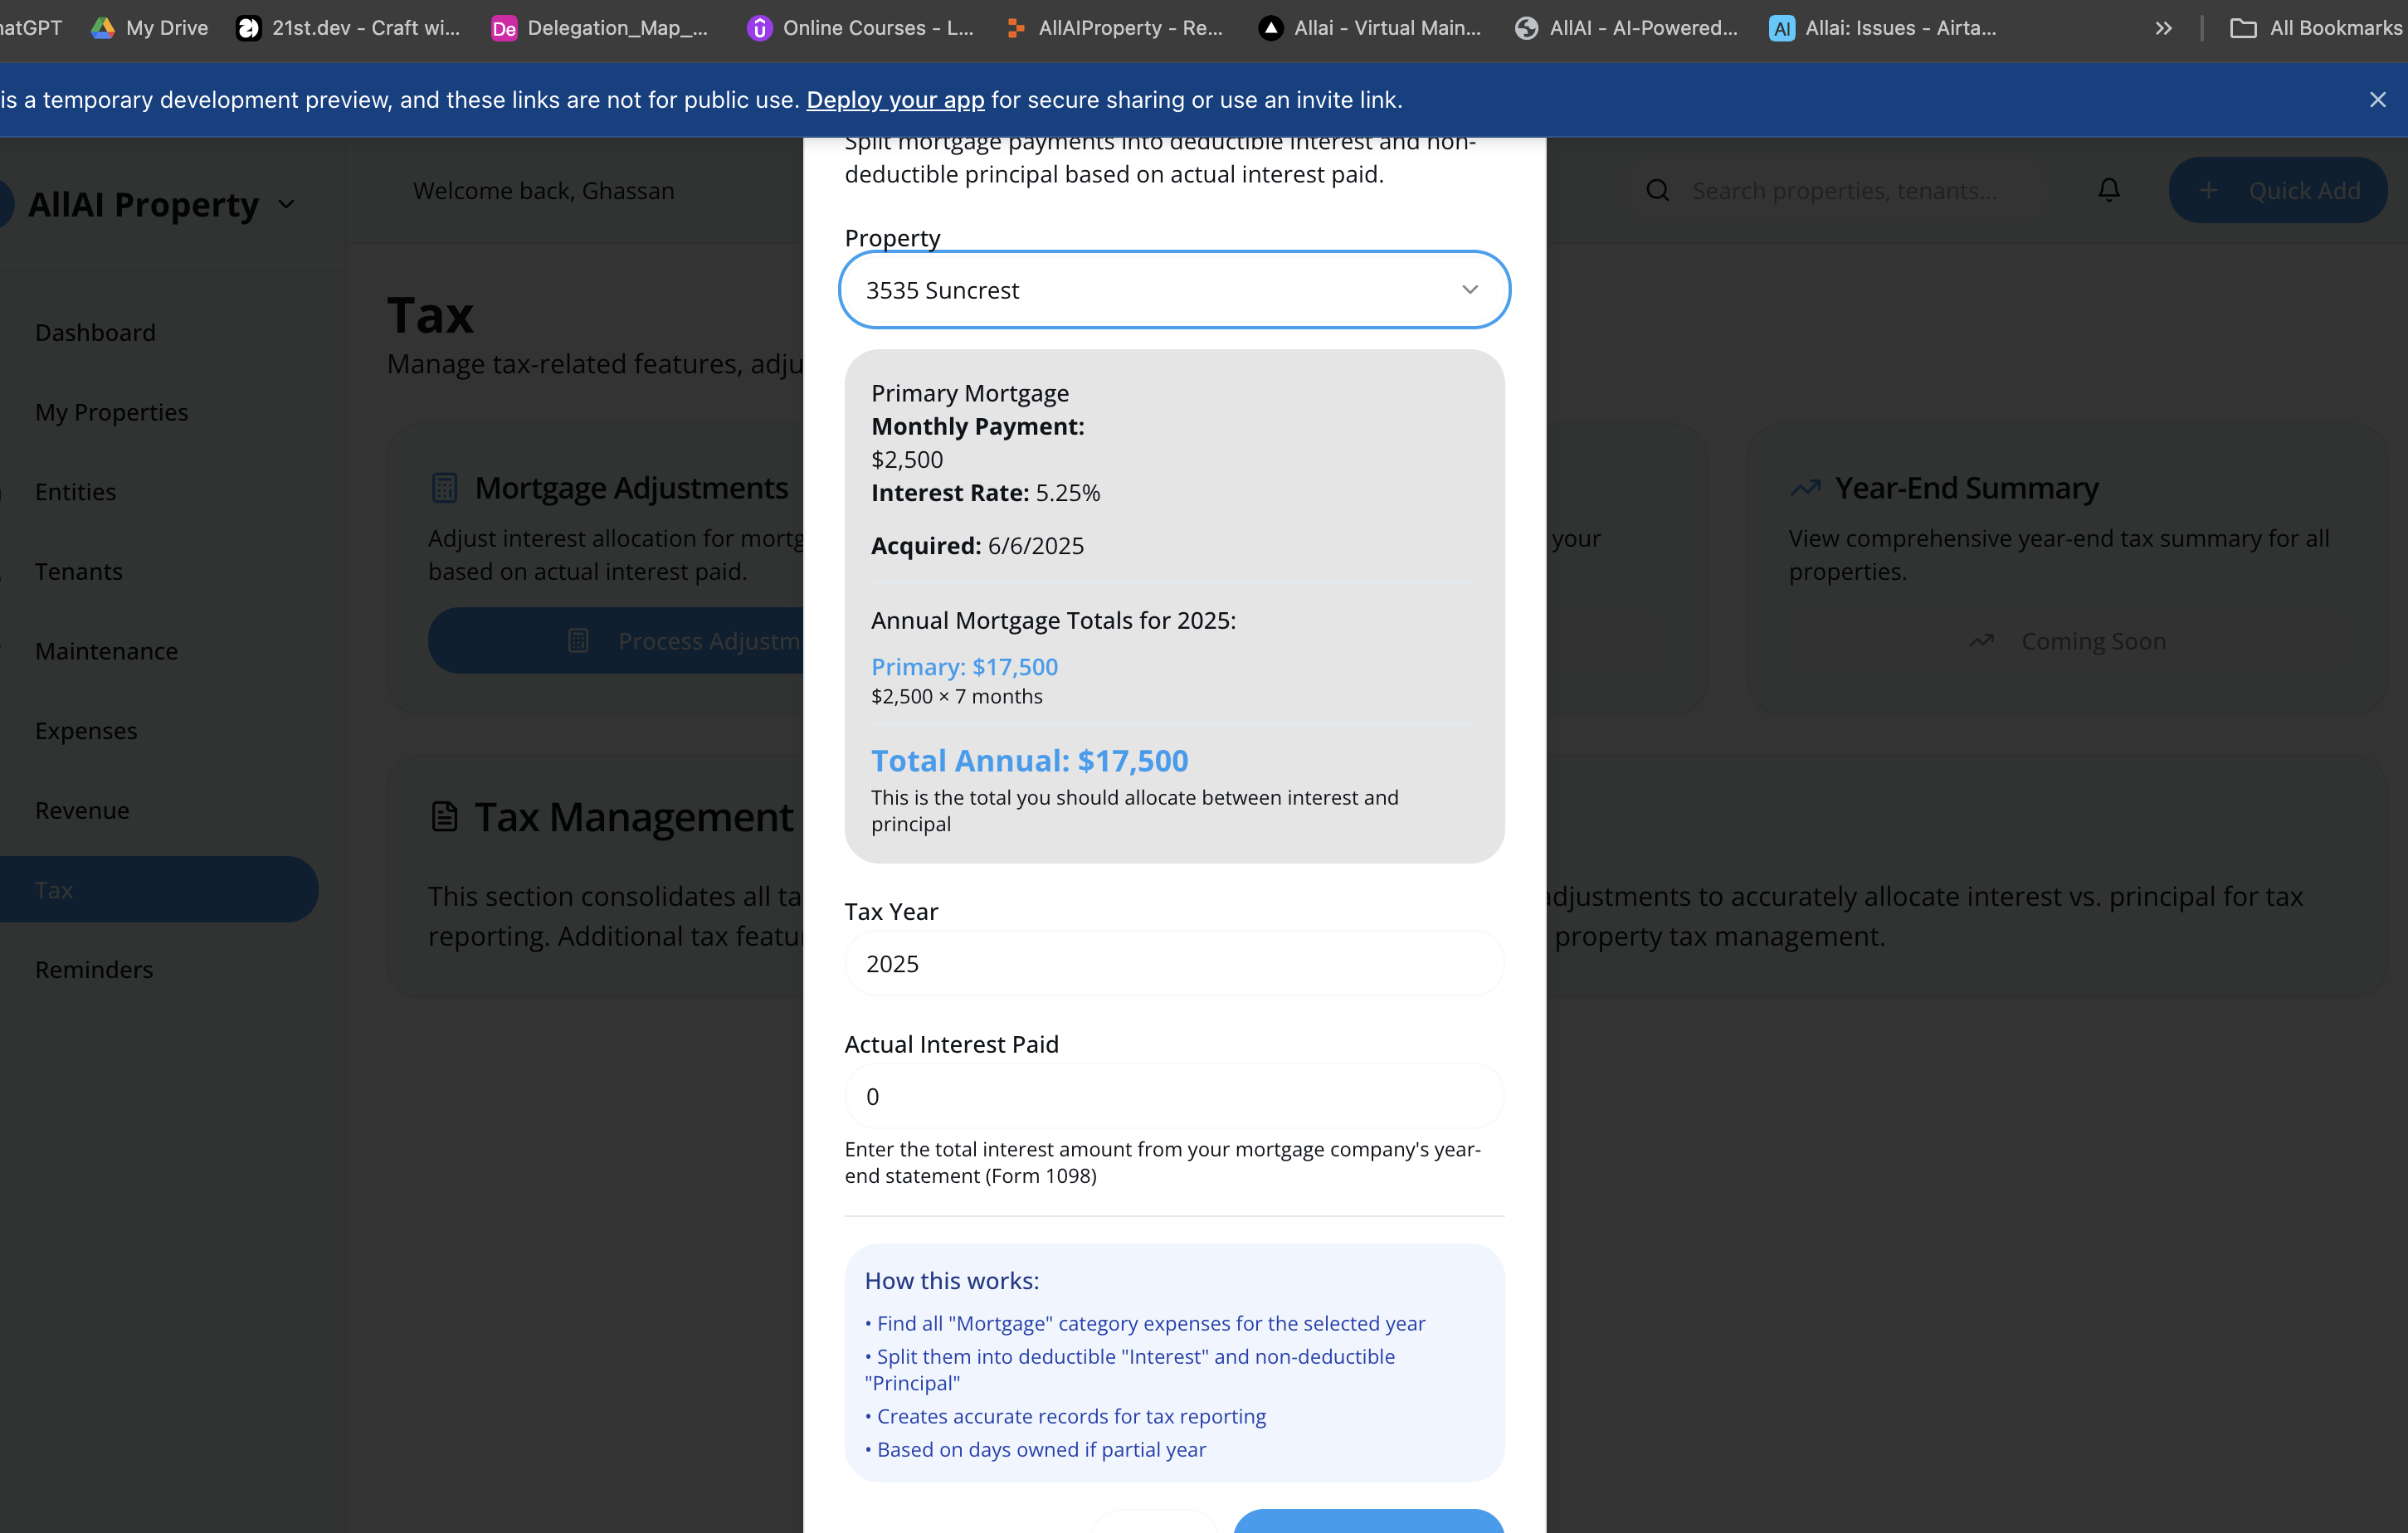 hatGPT
My Drive
21st.dev - Craft wi...
Delegation_Map_...
Online Courses - L...
AllAIProperty - Re...
Allai - Virtual Main...
AllAI - AI-Powered...
Allai: Issues - Airta...
All Bookmarks
is a temporary development preview, and these links are not for public use. Deploy your app for secure sharing or use an invite link.
AllAI Property
Welcome back, Ghassan
Search properties, tenants...
Quick Add
Dashboard
My Properties
Entities
Tenants
Maintenance
Expenses
Revenue
Tax
Reminders
Tax
Manage tax-related features, adju
Mortgage Adjustments
Adjust interest allocation for mortg
based on actual interest paid.
Process Adjustm
your
Year-End Summary
View comprehensive year-end tax summary for all
properties.
Coming Soon
Tax Management
This section consolidates all ta
reporting. Additional tax featu
adjustments to accurately allocate interest vs. principal for tax
property tax management.
Split mortgage payments into deductible interest and non-
deductible principal based on actual interest paid.
Property
3535 Suncrest
Primary Mortgage
Monthly Payment:
$2,500
Interest Rate: 5.25%
Acquired: 6/6/2025
Annual Mortgage Totals for 2025:
Primary: $17,500
$2,500 × 7 months
Total Annual: $17,500
This is the total you should allocate between interest and
principal
Tax Year
2025
Actual Interest Paid
0
Enter the total interest amount from your mortgage company's year-
end statement (Form 1098)
How this works:
• Find all "Mortgage" category expenses for the selected year
• Split them into deductible "Interest" and non-deductible
"Principal"
• Creates accurate records for tax reporting
• Based on days owned if partial year